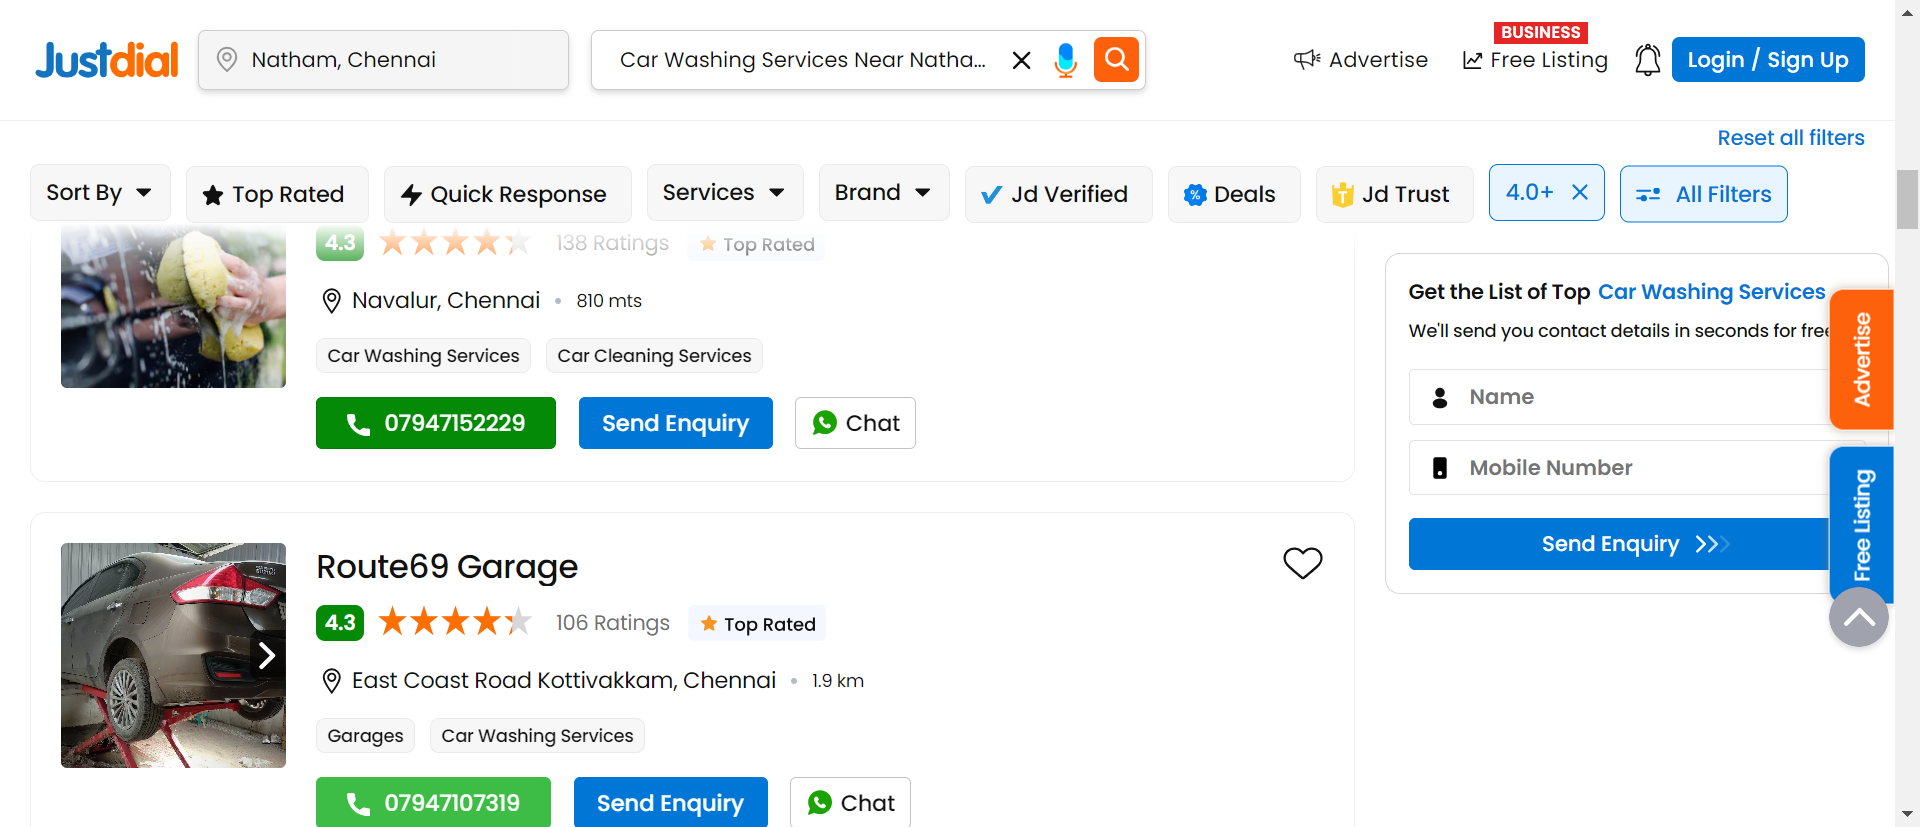 Justdial
Natham, Chennai
Car Washing Services Near Natha...
Advertise
BUSINESS
Free Listing
Login / Sign Up
Reset all filters
Sort By
Top Rated
Quick Response
Services
Brand
Jd Verified
Deals
Jd Trust
4.0+
All Filters
4.3
138 Ratings
Top Rated
Navalur, Chennai • 810 mts
Car Washing Services
Car Cleaning Services
07947152229
Send Enquiry
Chat
Route69 Garage
4.3
106 Ratings
Top Rated
East Coast Road Kottivakkam, Chennai • 1.9 km
Garages
Car Washing Services
07947107319
Send Enquiry
Chat
Get the List of Top Car Washing Services
We'll send you contact details in seconds for free
Name
Mobile Number
Send Enquiry
Advertise
Free Listing